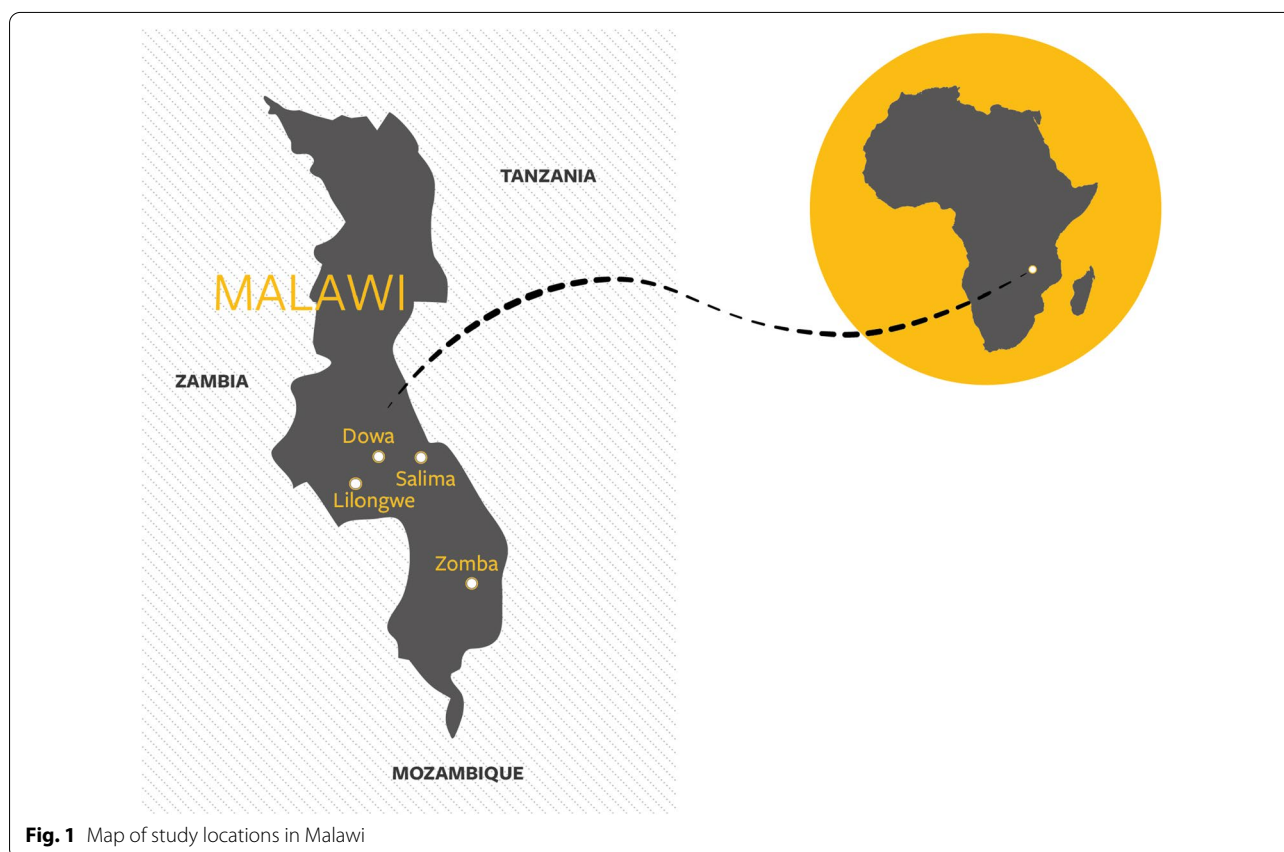 TANZANIA
MALAWI
ZAMBIA
Dowa
Salima
Lilongwe
Zomba
MOZAMBIQUE
Fig. 1 Map of study locations in Malawi